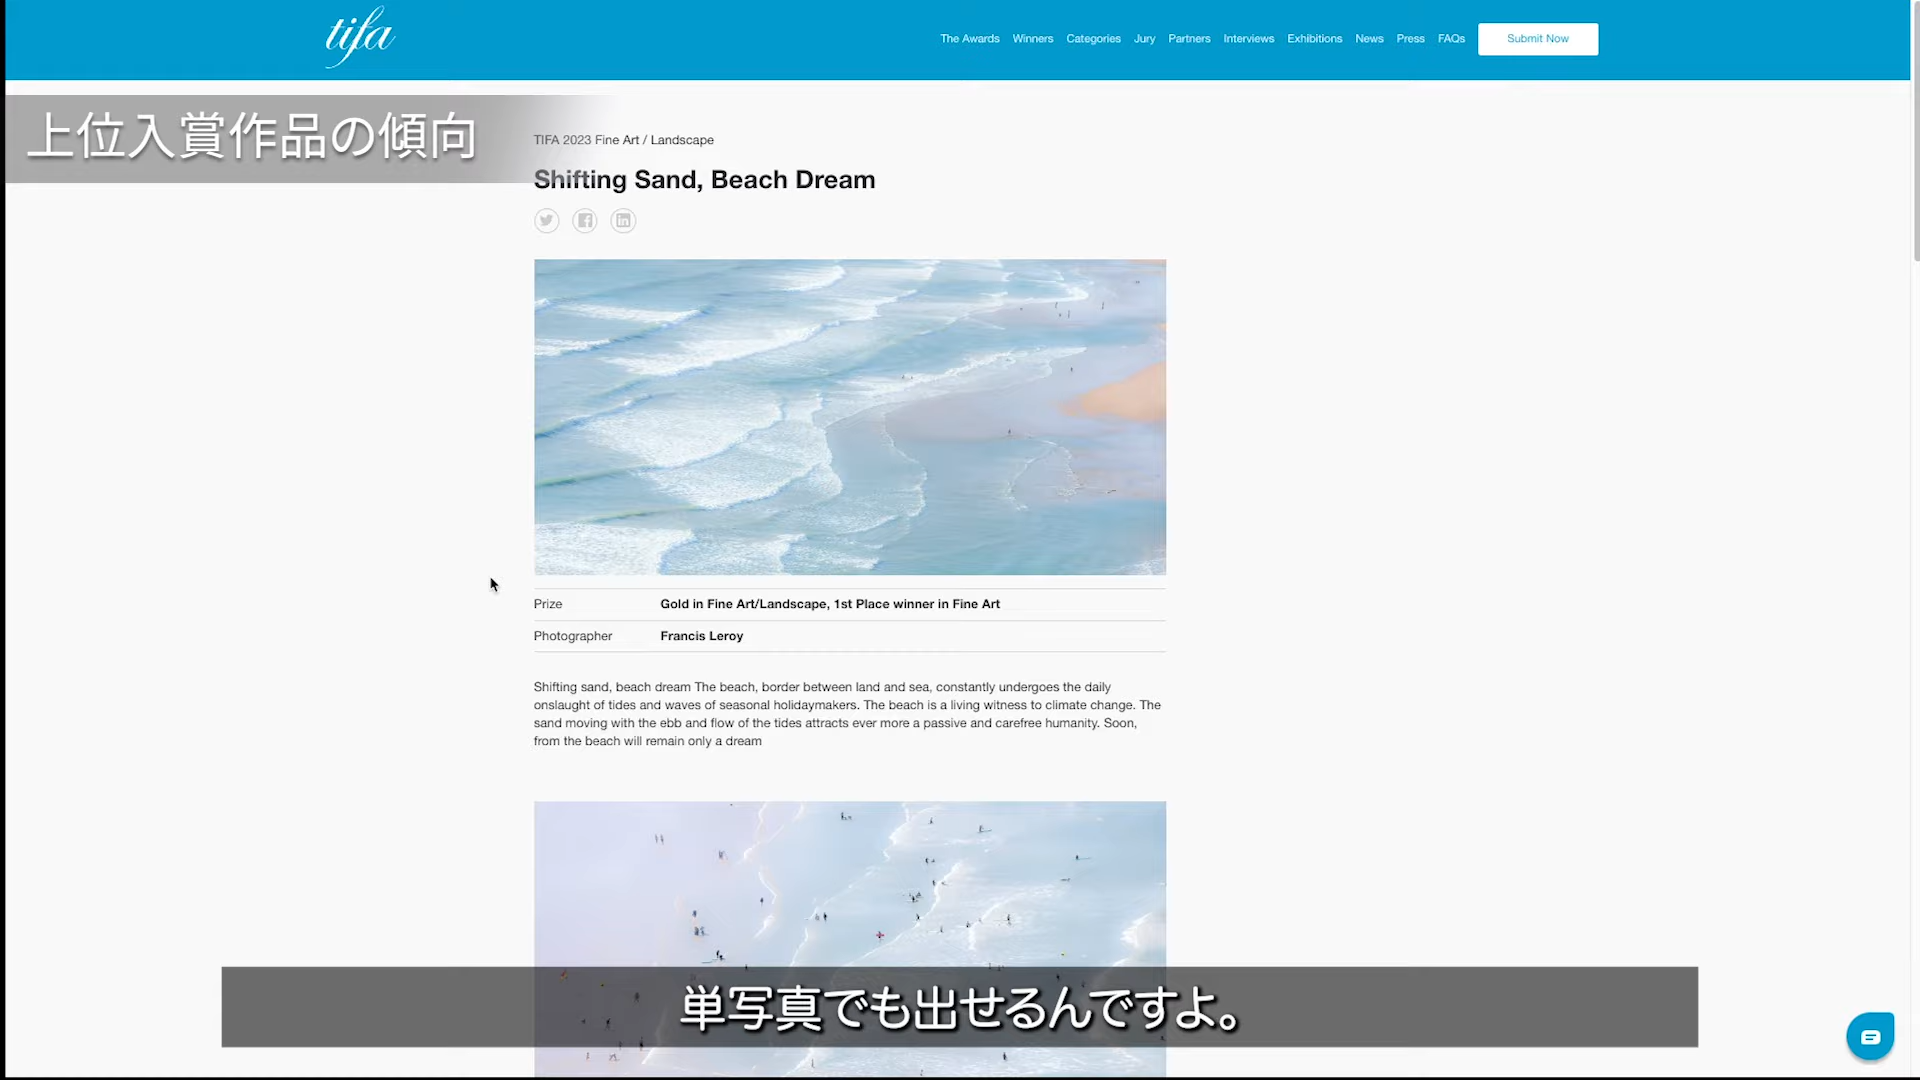 tifa
The Awards Winners Categories Jury Partners Interviews Exhibitions News Press FAQs Submit Now
上位入賞作品の傾向
TIFA 2023 Fine Art / Landscape
Shifting Sand, Beach Dream
Prize Gold in Fine Art/Landscape, 1st Place winner in Fine Art
Photographer Francis Leroy
Shifting sand, beach dream The beach, border between land and sea, constantly undergoes the daily
onslaught of tides and waves of seasonal holidaymakers. The beach is a living witness to climate change. The
sand moving with the ebb and flow of the tides attracts ever more a passive and carefree humanity. Soon,
from the beach will remain only a dream
単写真でも出せるんですよ。